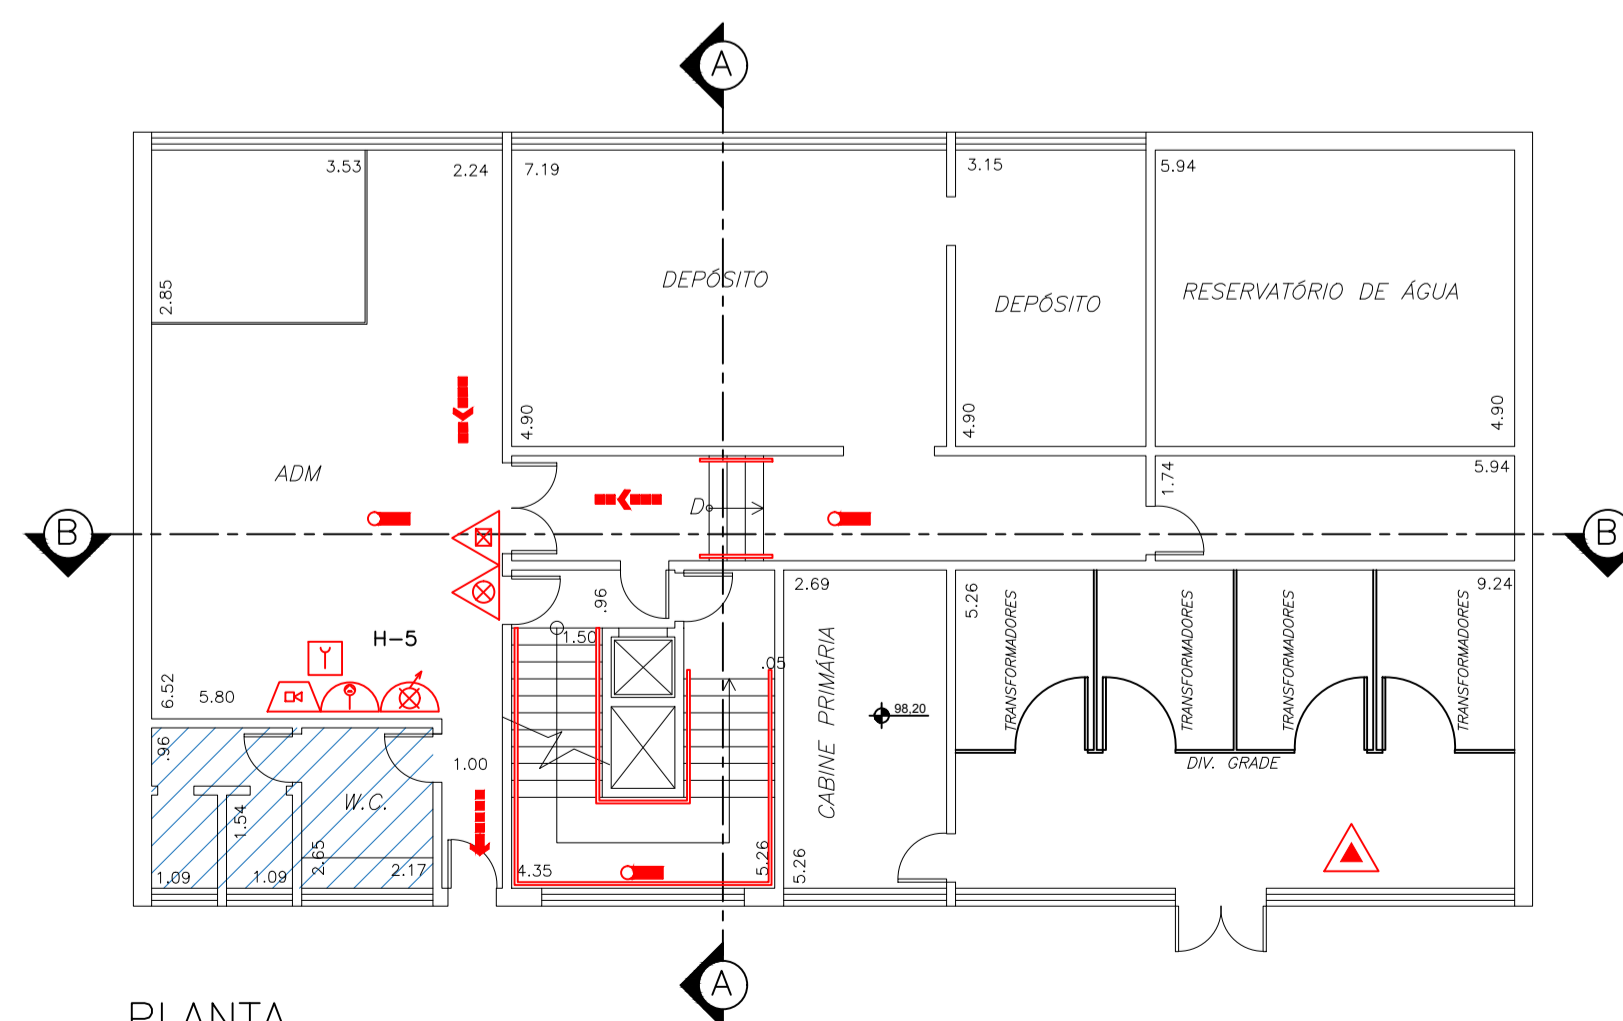 A
3.53
2.24
7.19
3.15
5.94
DEPÓSITO
DEPÓSITO
RESERVATÓRIO DE ÁGUA
2.85
4.90
4.90
4.90
ADM
1.74
5.94
D
B
B
2.69
5.26
9.24
.96
TRANSFORMADORES
TRANSFORMADORES
TRANSFORMADORES
TRANSFORMADORES
H-5
1.50
.05
CABINE PRIMÁRIA
6.52
5.80
98,20
.96
1.00
DIV. GRADE
W.C.
1.54
2.65
1.09
1.09
2.17
4.35
5.26
5.26
A
PLANTA